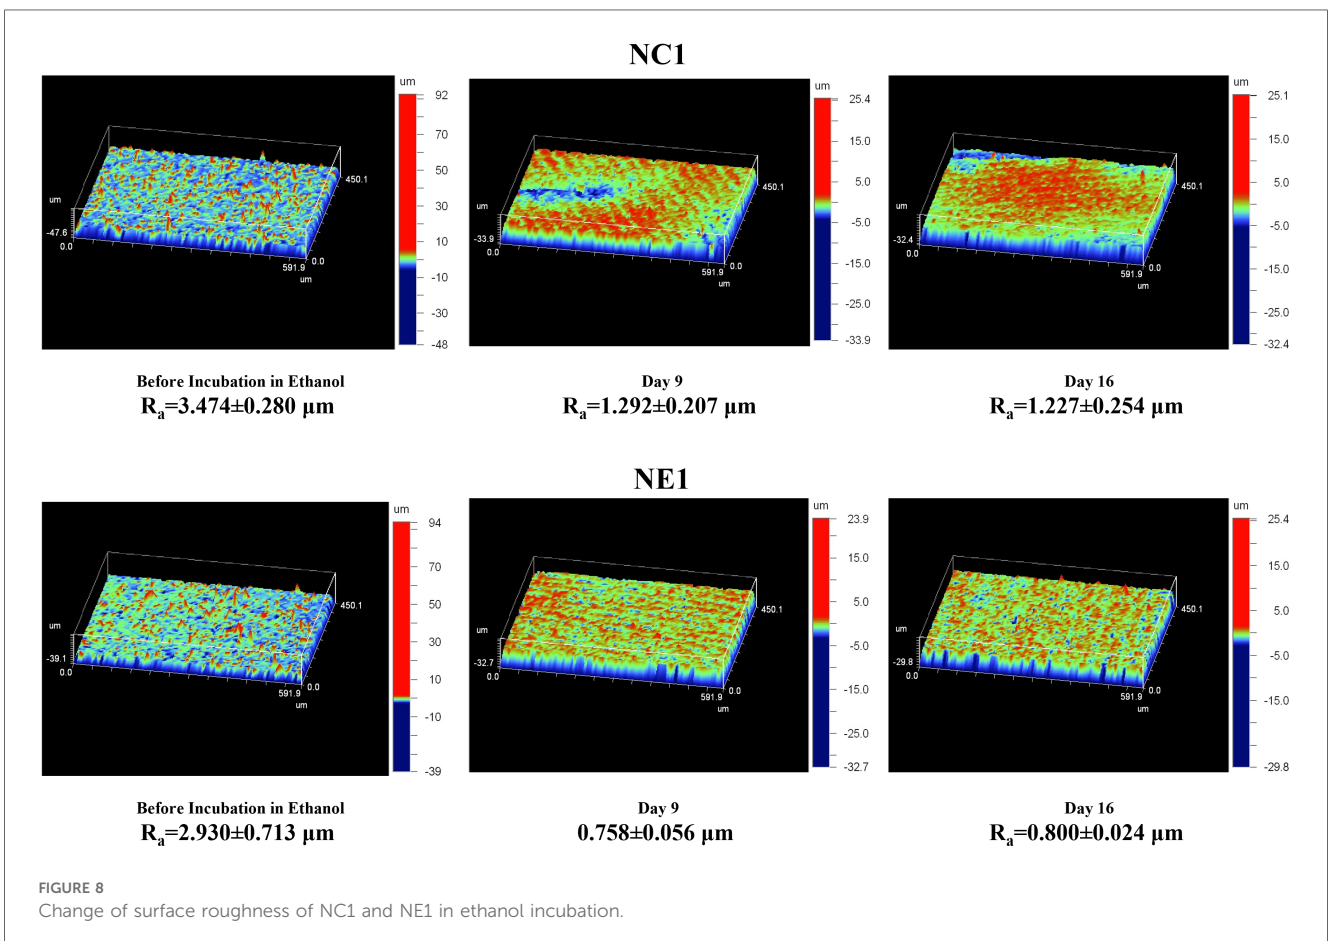 NC1
um
92
70
50
30
10
-10
-30
-48
um
-47.6
0.0
450.1
0.0
591.9
um
um
25.4
15.0
5.0
-5.0
-15.0
-25.0
-33.9
um
-33.9
0.0
450.1
0.0
591.9
um
um
25.1
15.0
5.0
-5.0
-15.0
-25.0
-32.4
um
-32.4
0.0
450.1
0.0
591.9
um
Before Incubation in Ethanol
Ra=3.474±0.280 μm
Day 9
Ra=1.292±0.207 μm
Day 16
Ra=1.227±0.254 μm
NE1
um
94
70
50
30
10
-10
-39
um
-39.1
0.0
450.1
0.0
591.9
um
um
23.9
15.0
5.0
-5.0
-15.0
-25.0
-32.7
um
-32.7
0.0
450.1
0.0
591.9
um
um
25.4
15.0
5.0
-5.0
-15.0
-29.8
um
-29.8
0.0
450.1
0.0
591.9
um
Before Incubation in Ethanol
Ra=2.930±0.713 μm
Day 9
0.758±0.056 μm
Day 16
Ra=0.800±0.024 μm
FIGURE 8
Change of surface roughness of NC1 and NE1 in ethanol incubation.